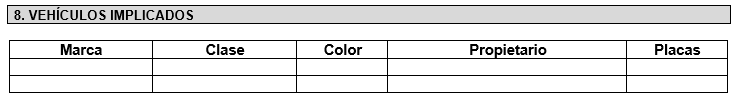 8. VEHÍCULOS IMPLICADOS
Marca Clase Color Propietario Placas